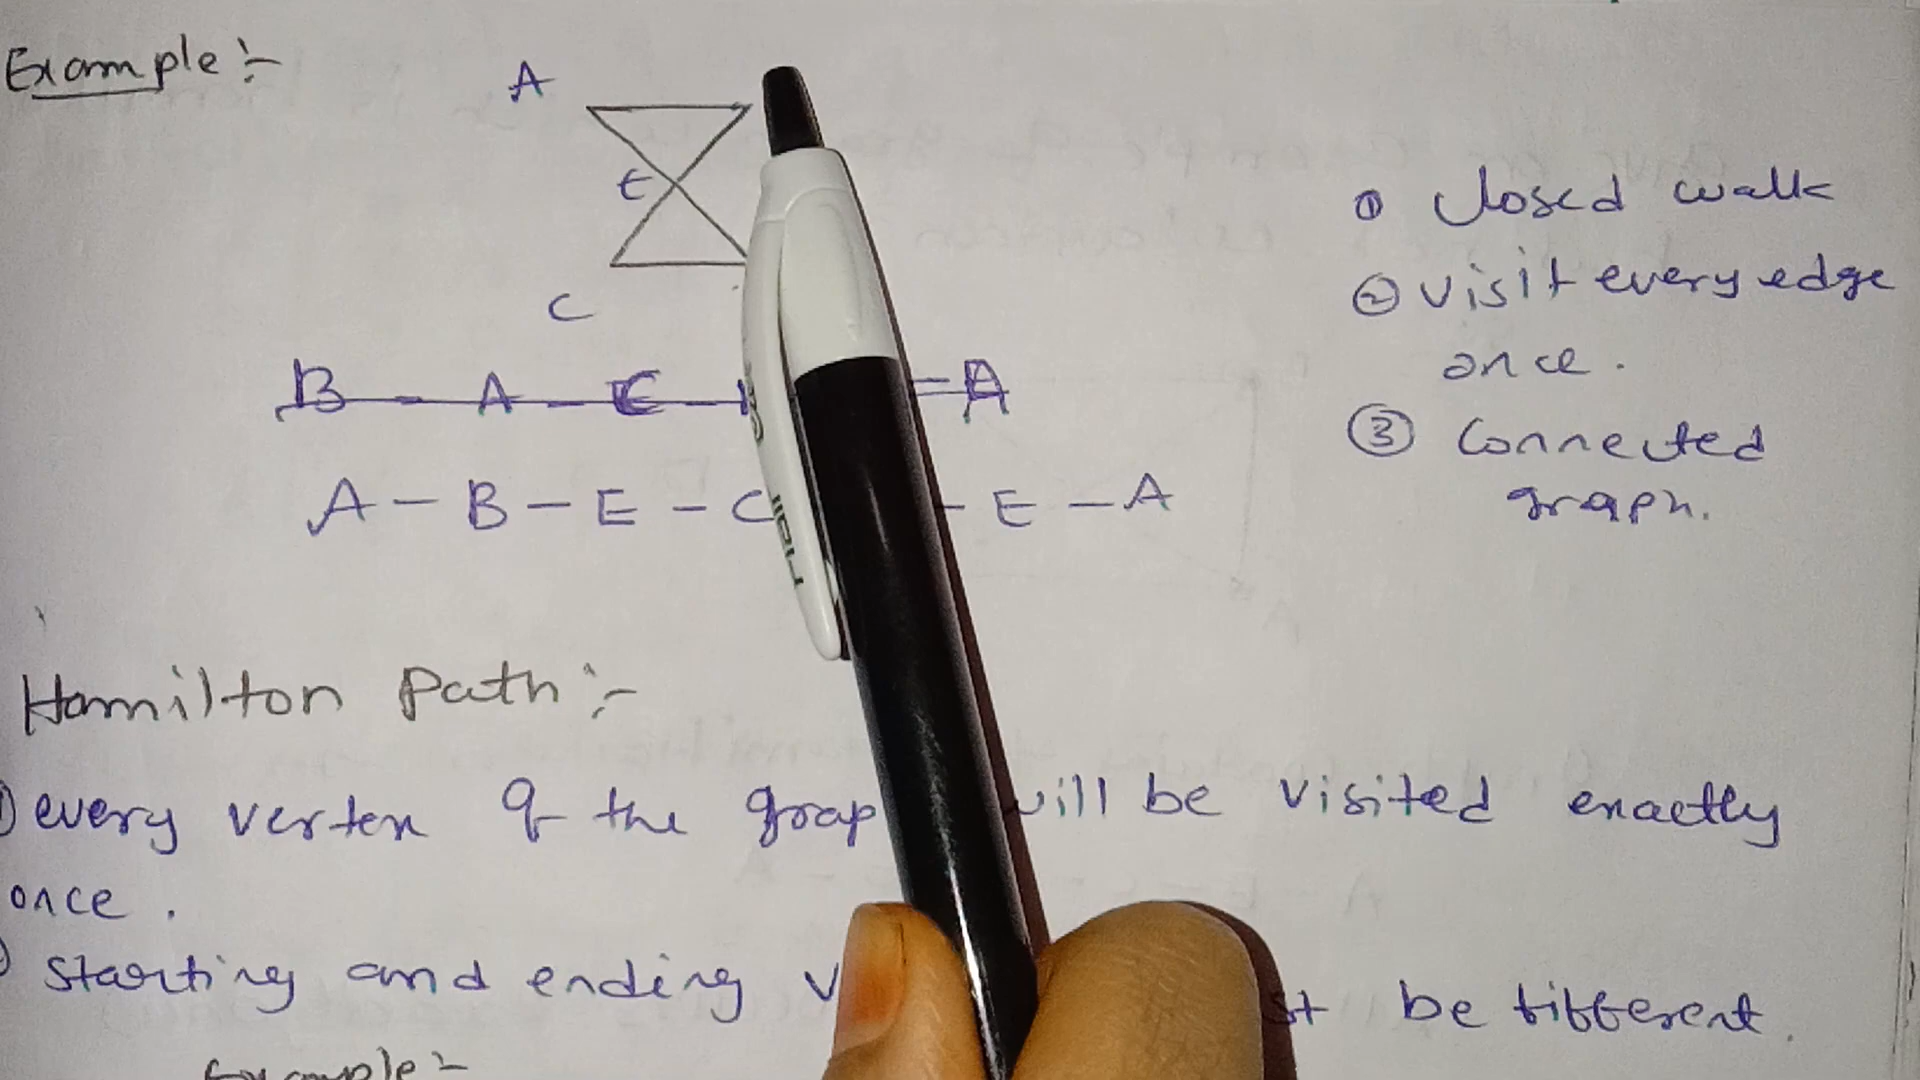 Example :-
A
E
C
B - A - E - - A
A - B - E - C - E - A
① closed walk
② visit every edge
once.
③ Connected
graph.
Hamilton Path :-
every vertex of the grap will be visited exactly
once.
starting and ending be different.
Example :-